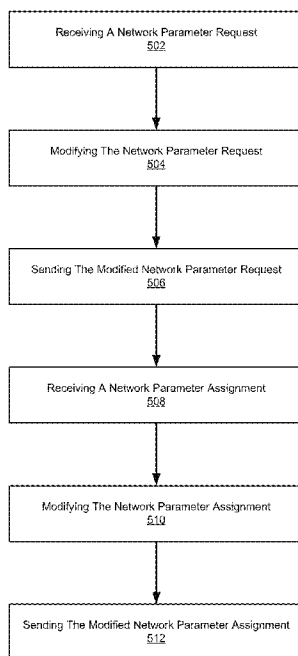 Receiving A Network Parameter Request
502
Modifying The Network Parameter Request
504
Sending The Modified Network Parameter Request
506
Receiving A Network Parameter Assignment
508
Modifying The Network Parameter Assignment
510
Sending The Modified Network Parameter Assignment
512